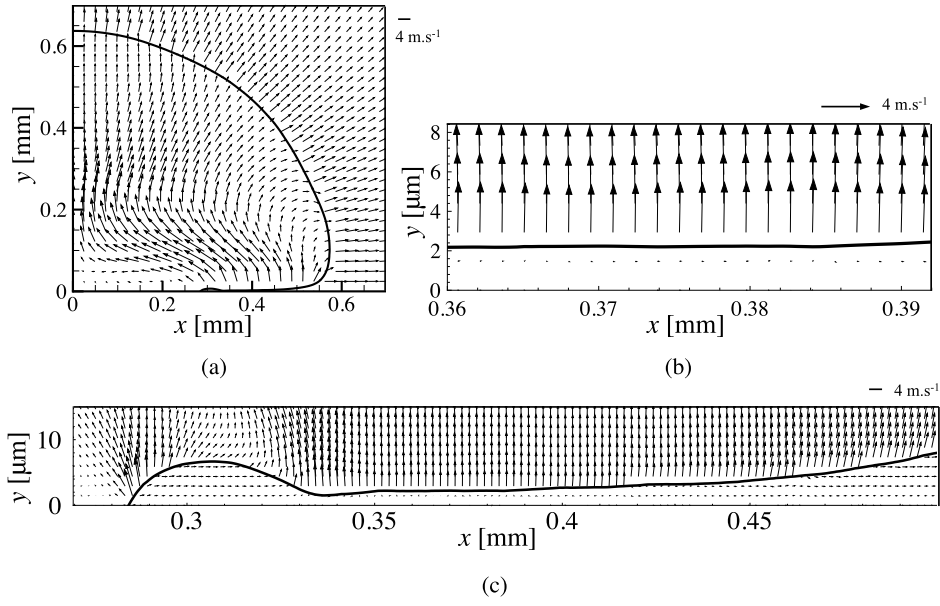 4 m.s-1
y [mm]
0.6
0.4
0.2
0
0 0.2 0.4 0.6
x [mm]
(a)
4 m.s-1
y [μm]
8
6
4
2
0
0.36 0.37 0.38 0.39
x [mm]
(b)
4 m.s-1
y [μm]
10
0
0.3 0.35 0.4 0.45
x [mm]
(c)